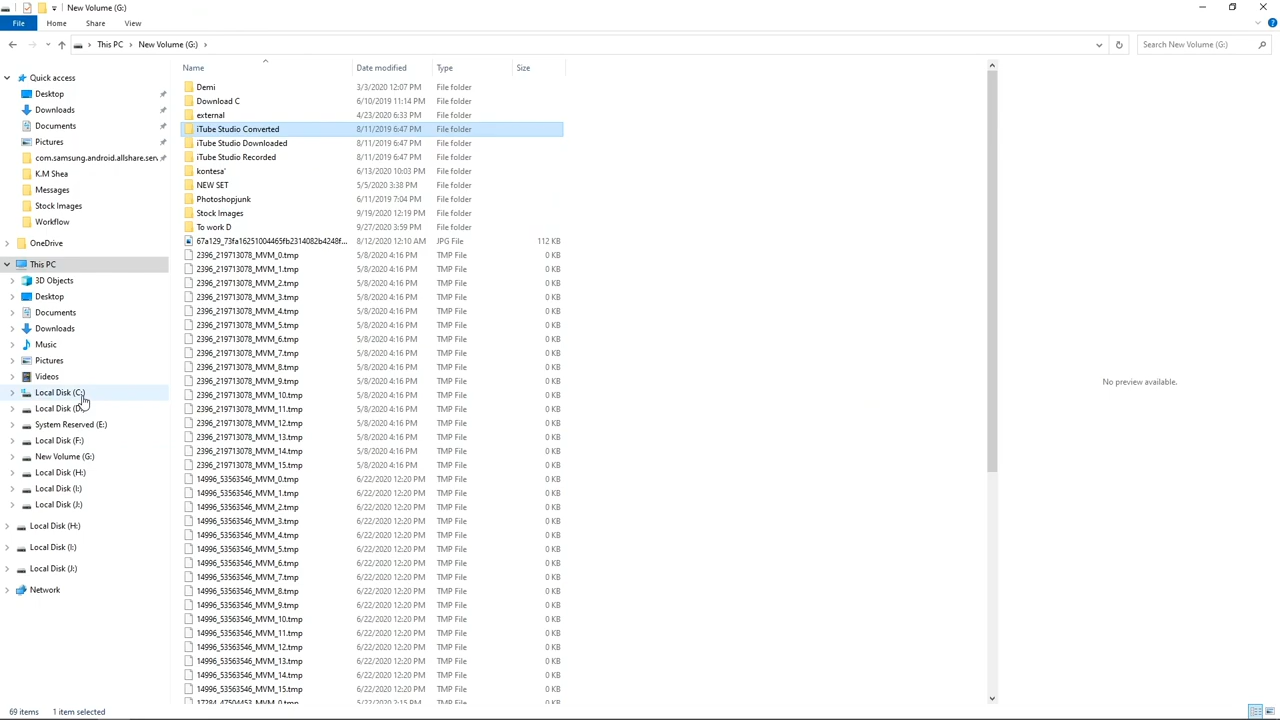 New Volume (G:)
File Home Share View
This PC New Volume (G:) Search New Volume (G:)
Name Date modified Type Size
Quick access
Desktop
Downloads
Documents
Pictures
com.samsung.android.allshare.serv
K.M Shea
Messages
Stock Images
Workflow
OneDrive
This PC
3D Objects
Desktop
Documents
Downloads
Music
Pictures
Videos
Local Disk (C:)
Local Disk (D:)
System Reserved (E:)
Local Disk (F:)
New Volume (G:)
Local Disk (H:)
Local Disk (I:)
Local Disk (J:)
Local Disk (H:)
Local Disk (I:)
Local Disk (J:)
Network
Demi 3/3/2020 12:07 PM File folder
Download C 6/10/2019 11:14 PM File folder
external 4/23/2020 6:33 PM File folder
iTube Studio Converted 8/11/2019 6:47 PM File folder
iTube Studio Downloaded 8/11/2019 6:47 PM File folder
iTube Studio Recorded 8/11/2019 6:47 PM File folder
kontesa' 6/13/2020 10:03 PM File folder
NEW SET 5/5/2020 3:38 PM File folder
Photoshopjunk 6/11/2019 7:04 PM File folder
Stock Images 9/19/2020 12:19 PM File folder
To work D 9/27/2020 3:59 PM File folder
67a129_73fa16251004465fb2314082b4248f... 8/12/2020 12:10 AM JPG File 112 KB
2396_219713078_MVM_0.tmp 5/8/2020 4:16 PM TMP File 0 KB
2396_219713078_MVM_1.tmp 5/8/2020 4:16 PM TMP File 0 KB
2396_219713078_MVM_2.tmp 5/8/2020 4:16 PM TMP File 0 KB
2396_219713078_MVM_3.tmp 5/8/2020 4:16 PM TMP File 0 KB
2396_219713078_MVM_4.tmp 5/8/2020 4:16 PM TMP File 0 KB
2396_219713078_MVM_5.tmp 5/8/2020 4:16 PM TMP File 0 KB
2396_219713078_MVM_6.tmp 5/8/2020 4:16 PM TMP File 0 KB
2396_219713078_MVM_7.tmp 5/8/2020 4:16 PM TMP File 0 KB
2396_219713078_MVM_8.tmp 5/8/2020 4:16 PM TMP File 0 KB
2396_219713078_MVM_9.tmp 5/8/2020 4:16 PM TMP File 0 KB
2396_219713078_MVM_10.tmp 5/8/2020 4:16 PM TMP File 0 KB
2396_219713078_MVM_11.tmp 5/8/2020 4:16 PM TMP File 0 KB
2396_219713078_MVM_12.tmp 5/8/2020 4:16 PM TMP File 0 KB
2396_219713078_MVM_13.tmp 5/8/2020 4:16 PM TMP File 0 KB
2396_219713078_MVM_14.tmp 5/8/2020 4:16 PM TMP File 0 KB
2396_219713078_MVM_15.tmp 5/8/2020 4:16 PM TMP File 0 KB
14996_53563546_MVM_0.tmp 6/22/2020 12:20 PM TMP File 0 KB
14996_53563546_MVM_1.tmp 6/22/2020 12:20 PM TMP File 0 KB
14996_53563546_MVM_2.tmp 6/22/2020 12:20 PM TMP File 0 KB
14996_53563546_MVM_3.tmp 6/22/2020 12:20 PM TMP File 0 KB
14996_53563546_MVM_4.tmp 6/22/2020 12:20 PM TMP File 0 KB
14996_53563546_MVM_5.tmp 6/22/2020 12:20 PM TMP File 0 KB
14996_53563546_MVM_6.tmp 6/22/2020 12:20 PM TMP File 0 KB
14996_53563546_MVM_7.tmp 6/22/2020 12:20 PM TMP File 0 KB
14996_53563546_MVM_8.tmp 6/22/2020 12:20 PM TMP File 0 KB
14996_53563546_MVM_9.tmp 6/22/2020 12:20 PM TMP File 0 KB
14996_53563546_MVM_10.tmp 6/22/2020 12:20 PM TMP File 0 KB
14996_53563546_MVM_11.tmp 6/22/2020 12:20 PM TMP File 0 KB
14996_53563546_MVM_12.tmp 6/22/2020 12:20 PM TMP File 0 KB
14996_53563546_MVM_13.tmp 6/22/2020 12:20 PM TMP File 0 KB
14996_53563546_MVM_14.tmp 6/22/2020 12:20 PM TMP File 0 KB
14996_53563546_MVM_15.tmp 6/22/2020 12:20 PM TMP File 0 KB
17284_47504453_MVM_0.tmp 5/22/2020 2:15 PM TMP File 0 KB
No preview available.
69 items 1 item selected